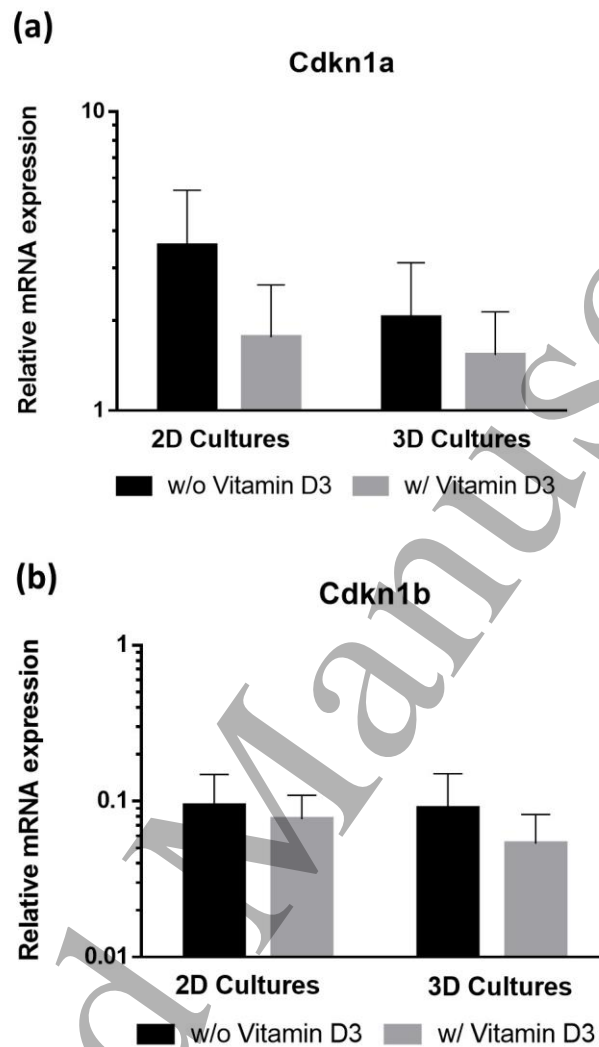 (a)
Cdkn1a
Relative mRNA expression
10
1
2D Cultures 3D Cultures
w/o Vitamin D3 w/ Vitamin D3
(b)
Cdkn1b
Relative mRNA expression
1
0.1
0.01
2D Cultures 3D Cultures
w/o Vitamin D3 w/ Vitamin D3
d Manus